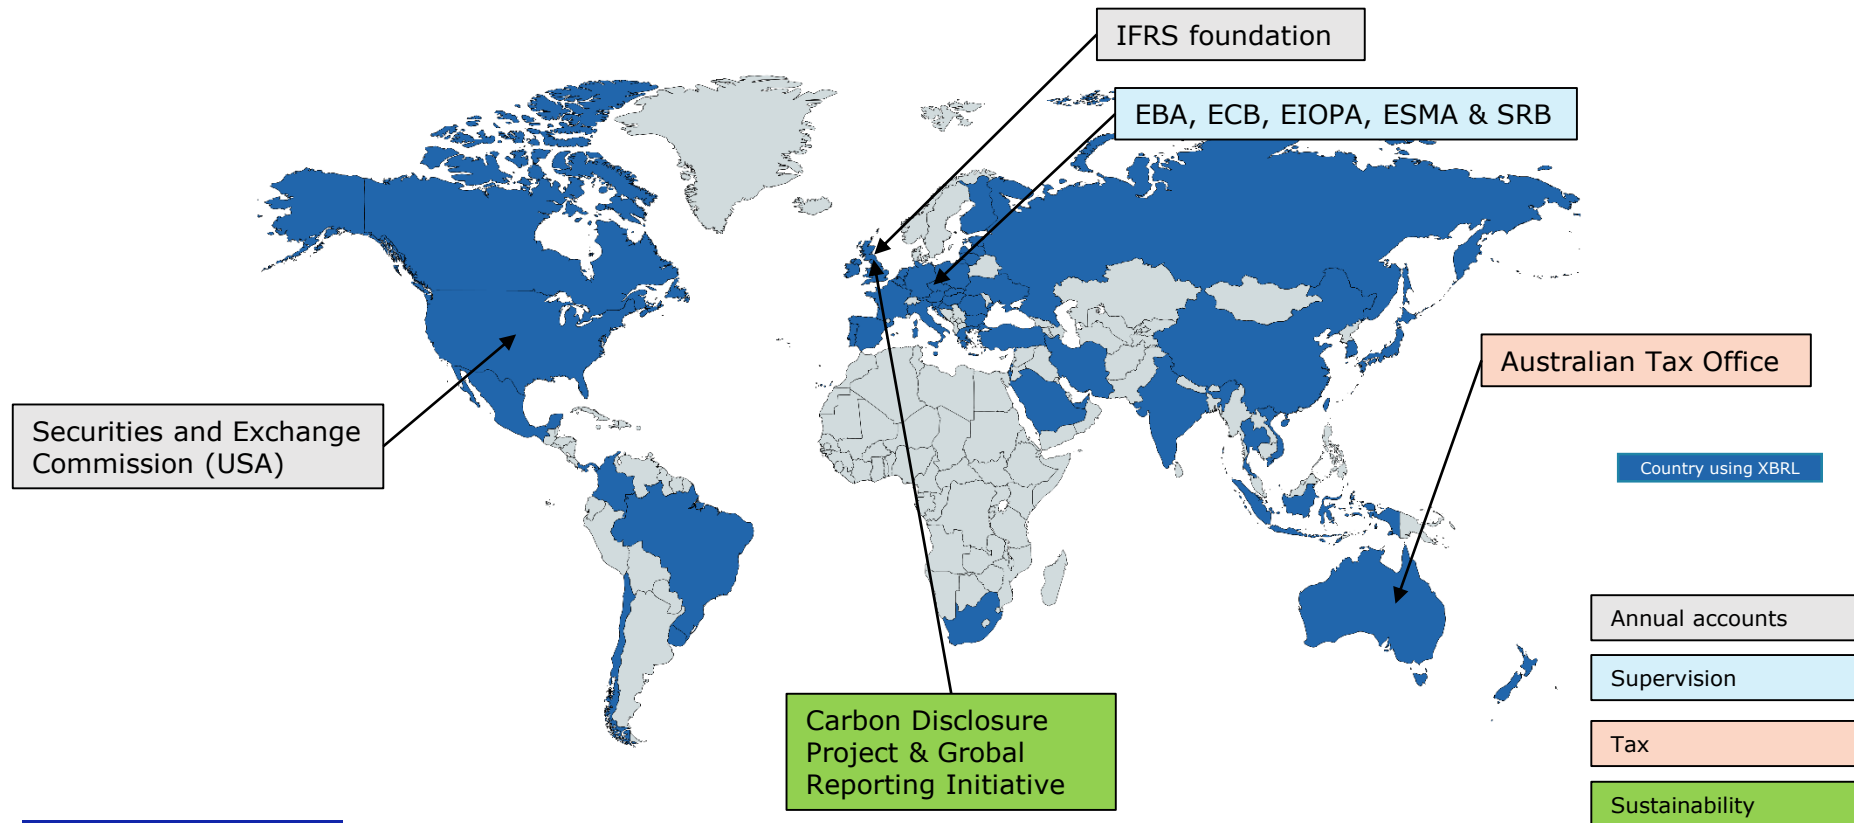 IFRS foundation
EBA, ECB, EIOPA, ESMA & SRB
Australian Tax Office
Securities and Exchange
Commission (USA)
Country using XBRL
Annual accounts
Supervision
Carbon Disclosure
Project & Grobal
Reporting Initiative
Tax
Sustainability